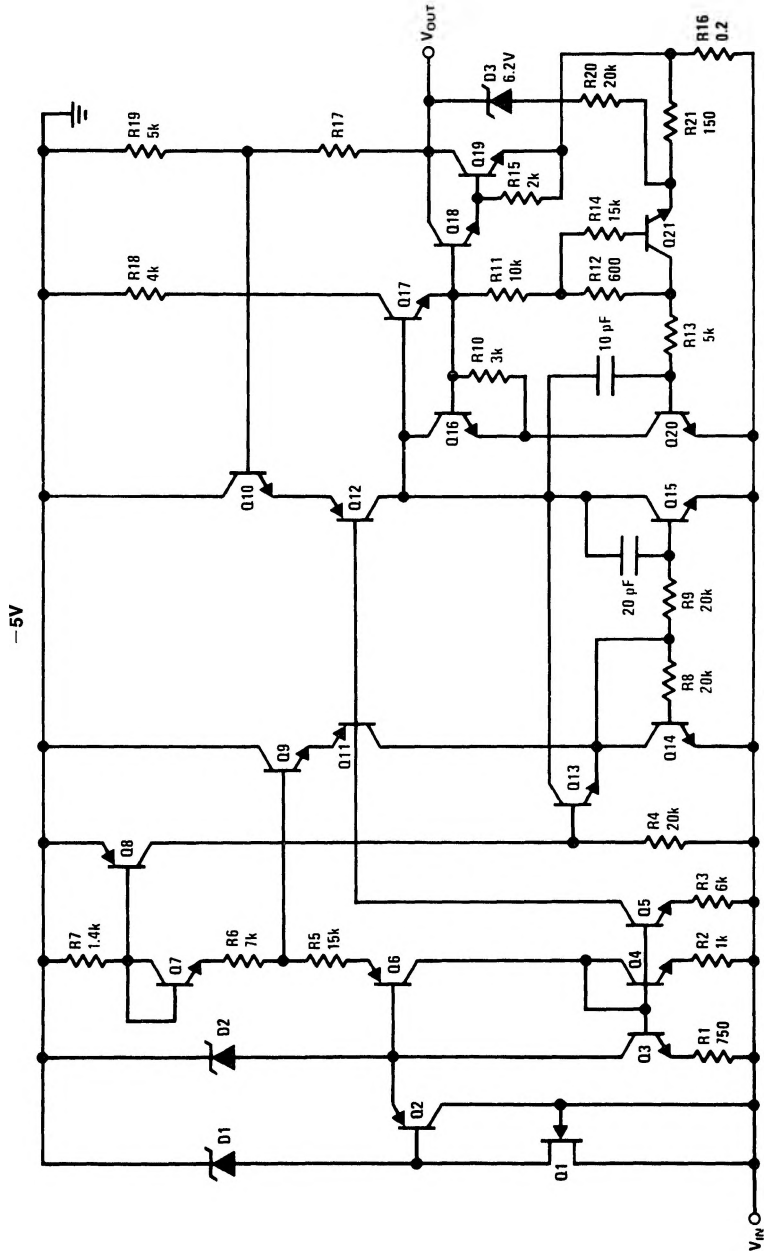 −5V
VOUT
R16
0.2
R19
5k
R17
D3
6.2V
R20
20k
R21
150
Q19
R15
2k
Q18
R14
15k
Q21
R18
4k
Q17
R11
10k
R12
600
R10
3k
10 pF
R13
5k
Q10
Q16
Q20
Q12
Q15
20 pF
R9
20k
R8
20k
Q9
Q11
Q13
Q14
Q8
R4
20k
R7
1.4k
Q7
R6
7k
R5
15k
Q5
R3
6k
Q6
Q4
R2
1k
D2
Q3
R1
750
Q2
D1
Q1
VIN